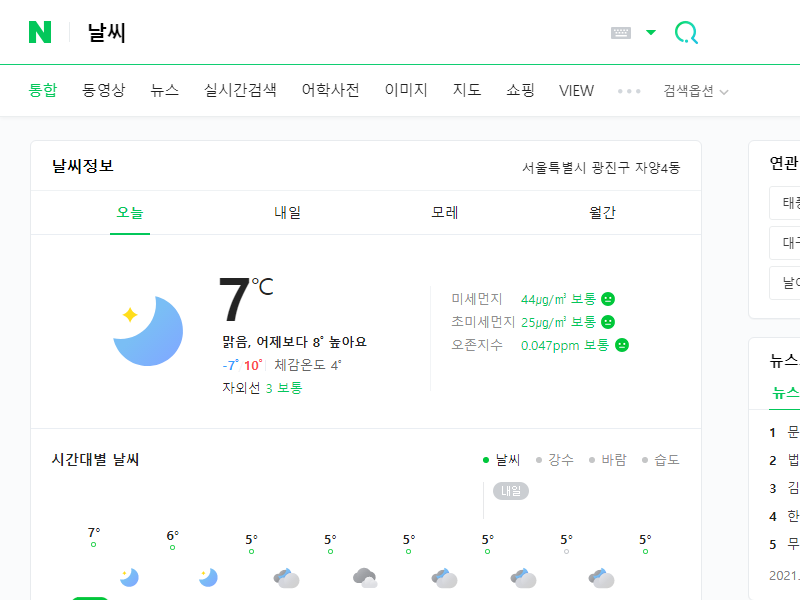 N 날씨
통합 동영상 뉴스 실시간검색 어학사전 이미지 지도 쇼핑 VIEW 검색옵션
날씨정보 서울특별시 광진구 자양4동
오늘 내일 모레 월간
7℃
맑음, 어제보다 8˚ 높아요
-7˚ 10˚ 체감온도 4˚
자외선 3 보통
미세먼지 44㎍/㎥ 보통
초미세먼지 25㎍/㎥ 보통
오존지수 0.047ppm 보통
시간대별 날씨 날씨 강수 바람 습도
내일
7° 6° 5° 5° 5° 5° 5° 5°
연관
태풍
대구
날
뉴스
뉴스
1 문
2 법
3 김
4 한
5 무
2021.